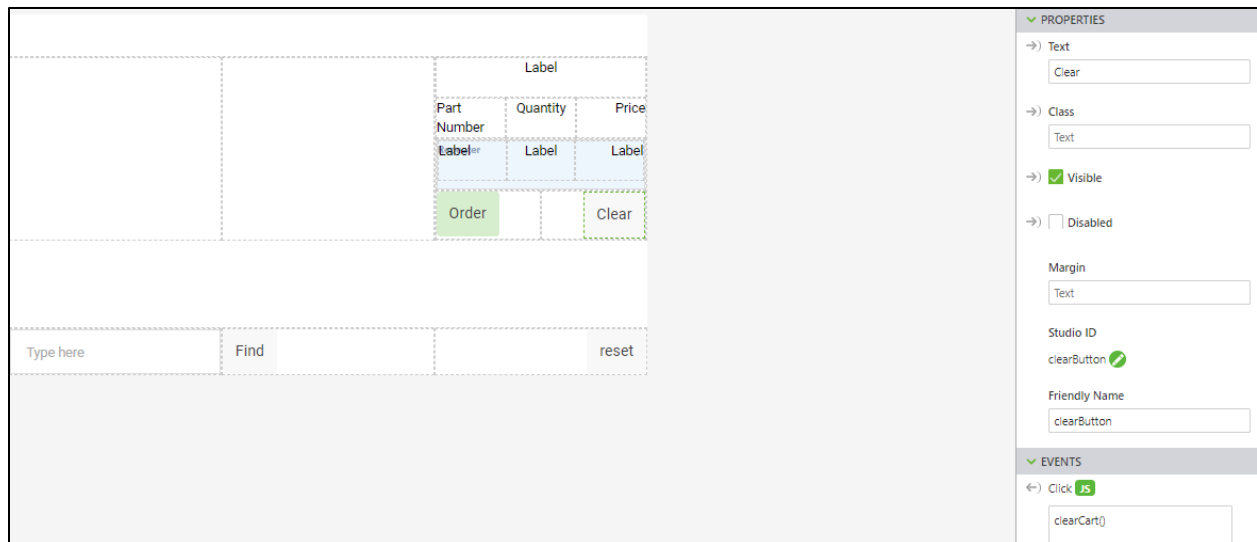 Label
Part
Number
Quantity
Price
Label
Label
Label
Order
Clear
Type here
Find
reset
PROPERTIES
Text
Clear
Class
Text
Visible
Disabled
Margin
Text
Studio ID
clearButton
Friendly Name
clearButton
EVENTS
Click JS
clearCart()